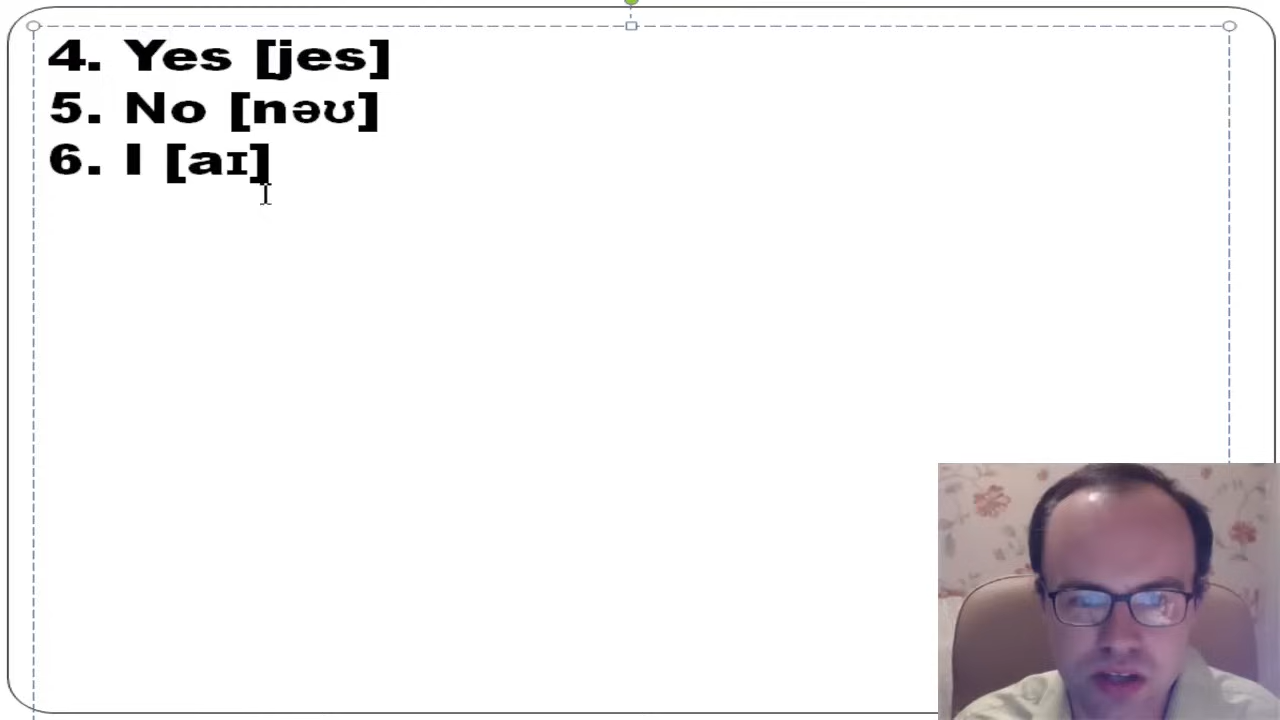 4. Yes [jes]
5. No [nəʊ]
6. I [aɪ]